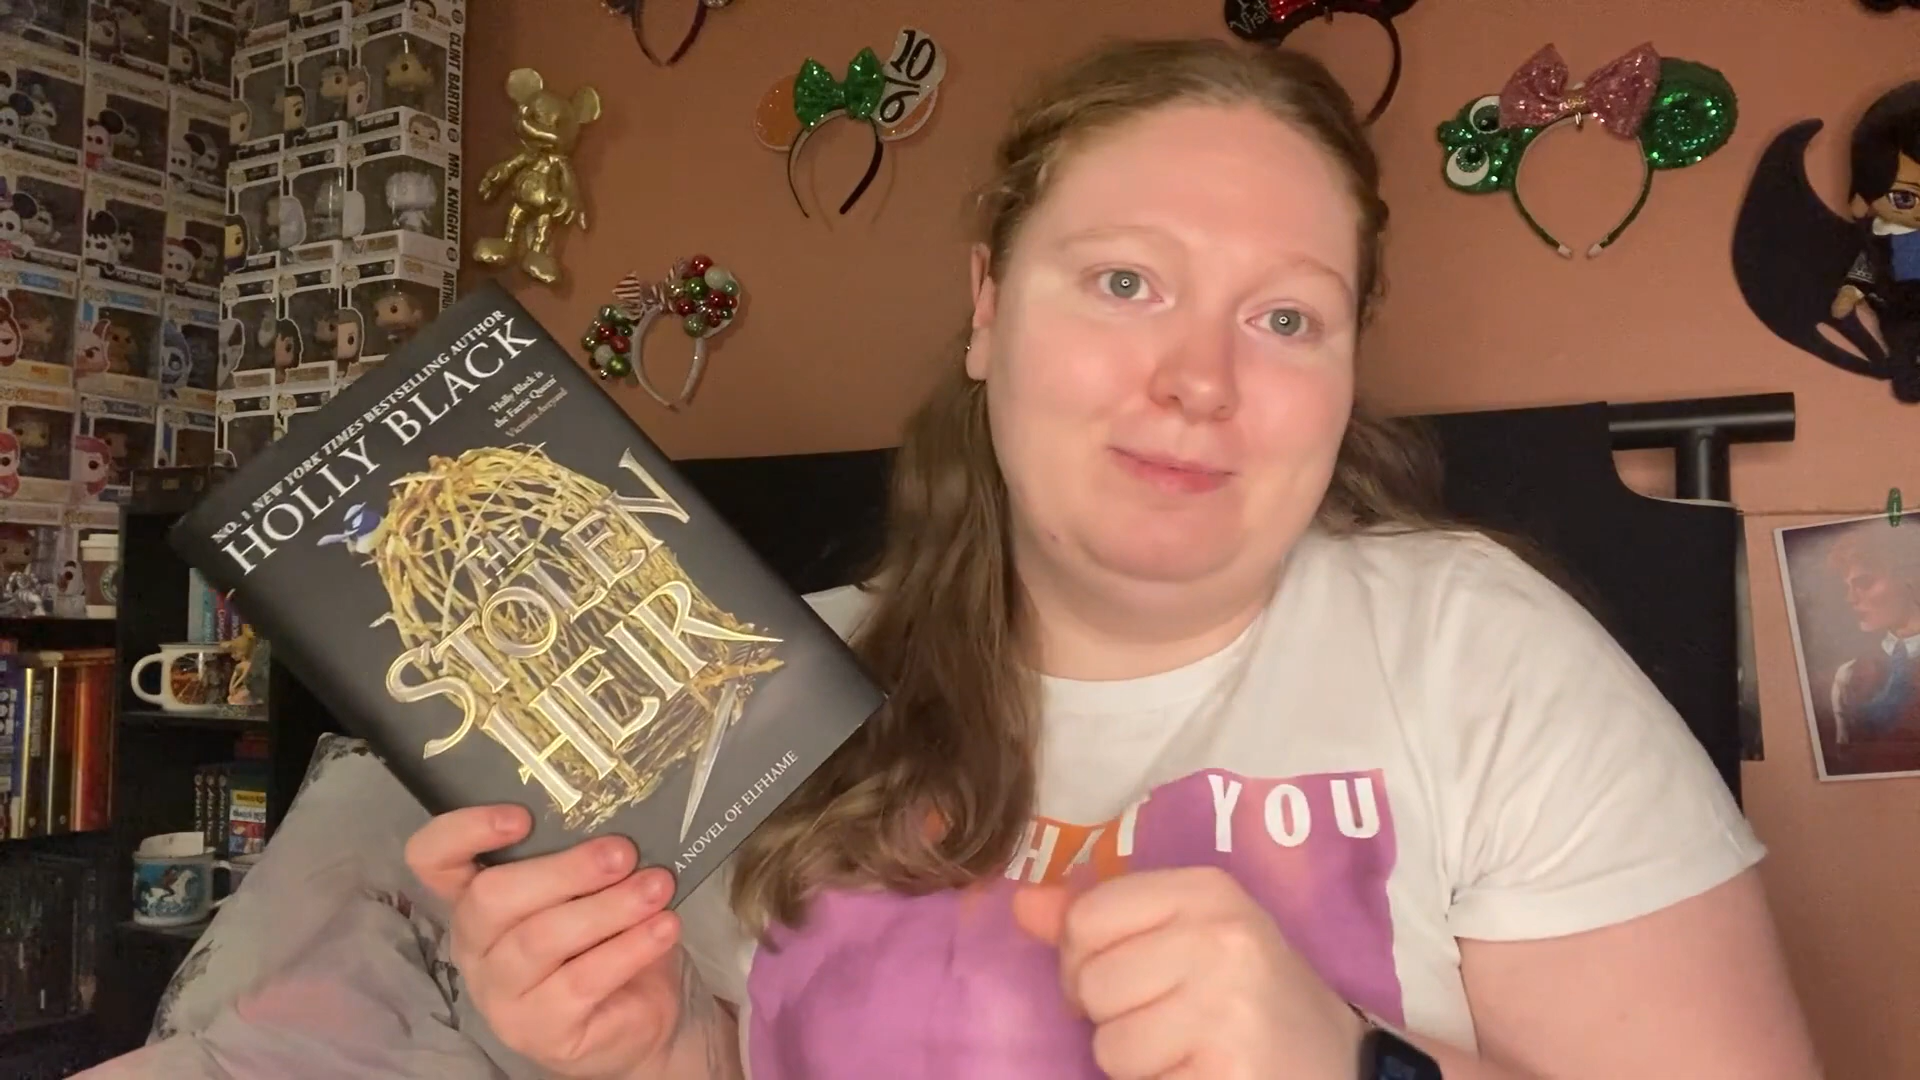 NO. 1 NEW YORK TIMES BESTSELLING AUTHOR
HOLLY BLACK
'Holly Black is
the Faerie Queen'
Victoria Aveyard
THE
STOLEN
HEIR
A NOVEL OF ELFHAME
YOU
10
6
CLINT BARTON
MR. KNIGHT
Visit